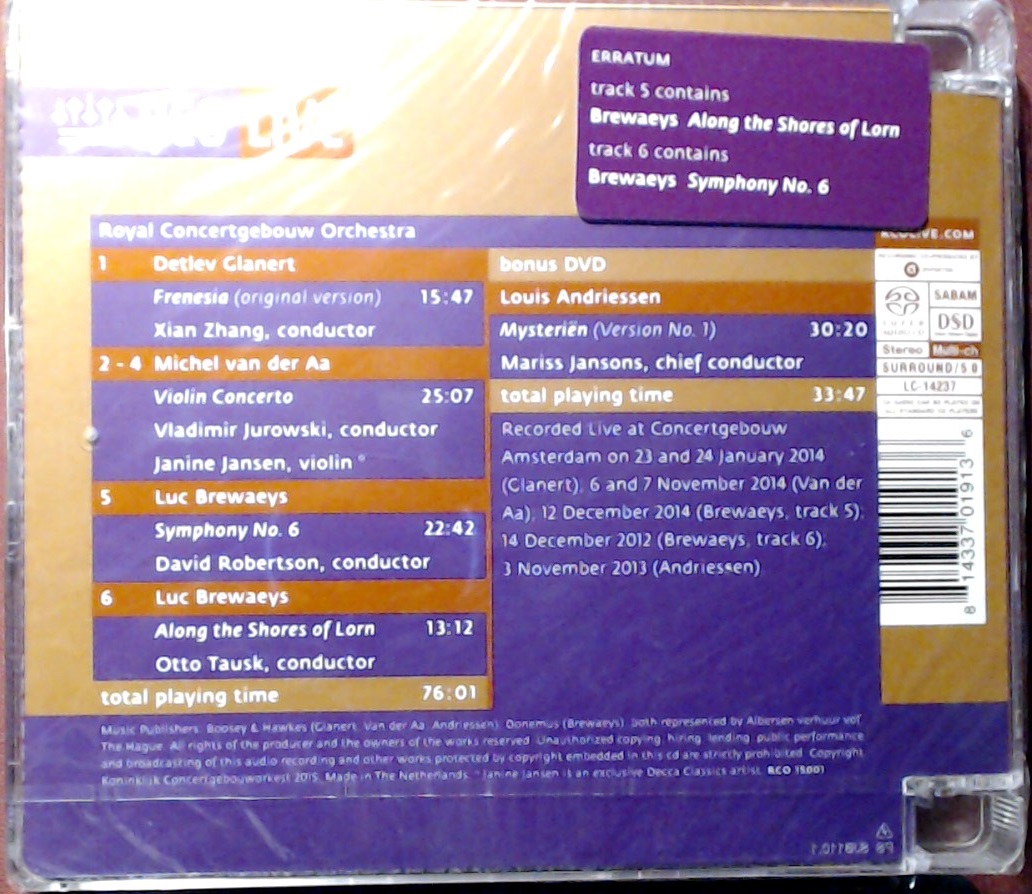 ERRATUM
track 5 contains
Brewaeys Along the Shores of Lorn
track 6 contains
Brewaeys Symphony No. 6
LIVE
Royal Concertgebouw Orchestra
1 Detlev Glanert
Frenesia (original version) 15:47
Xian Zhang, conductor
2 - 4 Michel van der Aa
Violin Concerto 25:07
Vladimir Jurowski, conductor
Janine Jansen, violin *
5 Luc Brewaeys
Symphony No. 6 22:42
David Robertson, conductor
6 Luc Brewaeys
Along the Shores of Lorn 13:12
Otto Tausk, conductor
total playing time 76:01
bonus DVD
Louis Andriessen
Mysteriën (Version No. 1) 30:20
Mariss Jansons, chief conductor
total playing time 33:47
Recorded Live at Concertgebouw
Amsterdam on 23 and 24 January 2014
(Glanert), 6 and 7 November 2014 (Van der
Aa), 12 December 2014 (Brewaeys, track 5),
14 December 2012 (Brewaeys, track 6),
3 November 2013 (Andriessen)
RCOLIVE.COM
SABAM
DSD
Stereo Multi-ch
SURROUND/5.0
LC-14237
8 14337 01913 6
Music Publishers: Boosey & Hawkes (Glanert, Van der Aa, Andriessen), Donemus (Brewaeys), both represented by Albersen verhuur vof,
The Hague. All rights of the producer and the owners of the works reserved. Unauthorized copying, hiring, lending, public performance
and broadcasting of this audio recording and other works protected by copyright embedded in this cd are strictly prohibited. Copyright
Koninklijk Concertgebouworkest 2015. Made in The Netherlands. * Janine Jansen is an exclusive Decca Classics artist. RCO 15001